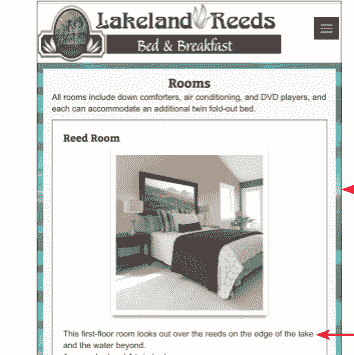 Lakeland Reeds
Bed & Breakfast
Rooms
All rooms include down comforters, air conditioning, and DVD players, and
each can accommodate an additional twin fold-out bed.
Reed Room
This first-floor room looks out over the reeds on the edge of the lake
and the water beyond.